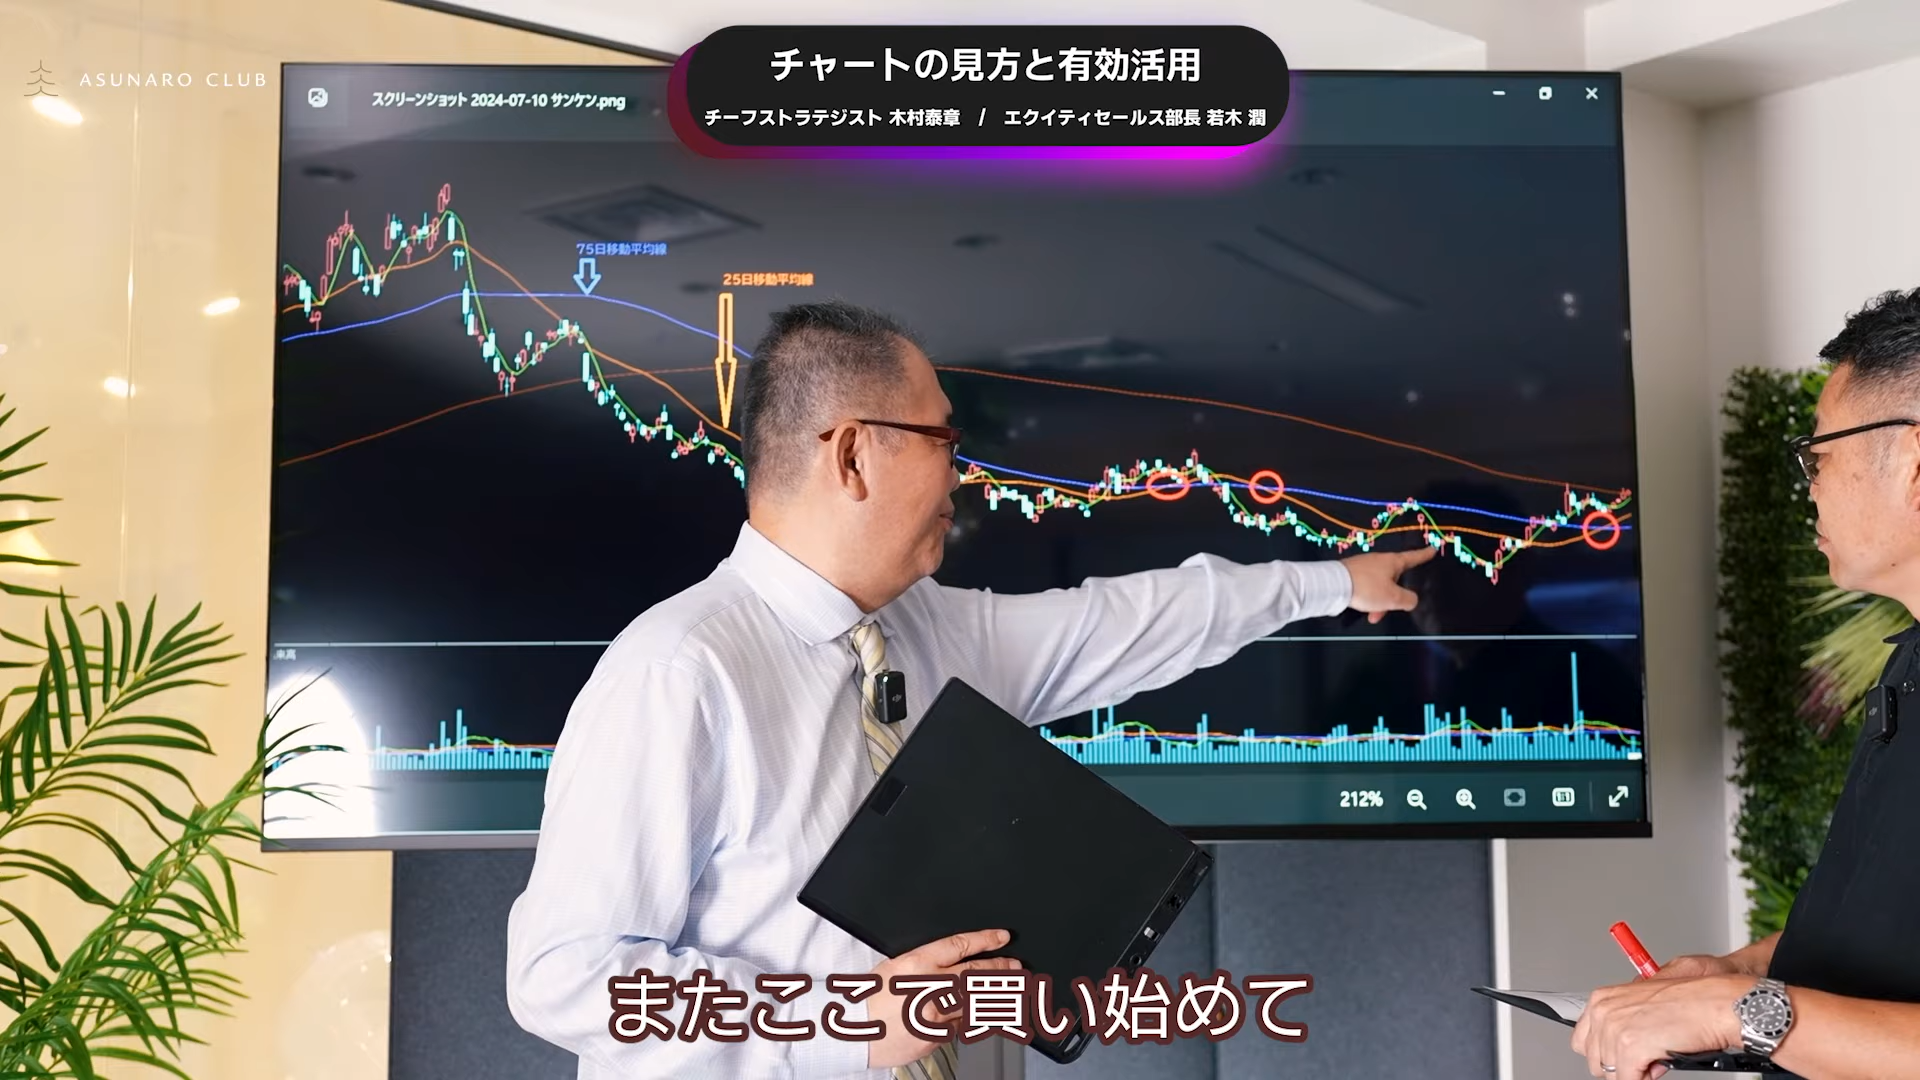 チャートの見方と有効活用
チーフストラテジスト 木村泰章 / エクイティセールス部長 若木 潤
ASUNARO CLUB
スクリーンショット 2024-07-10 サンケン.png
75日移動平均線
25日移動平均線
来高
212%
またここで買い始めて